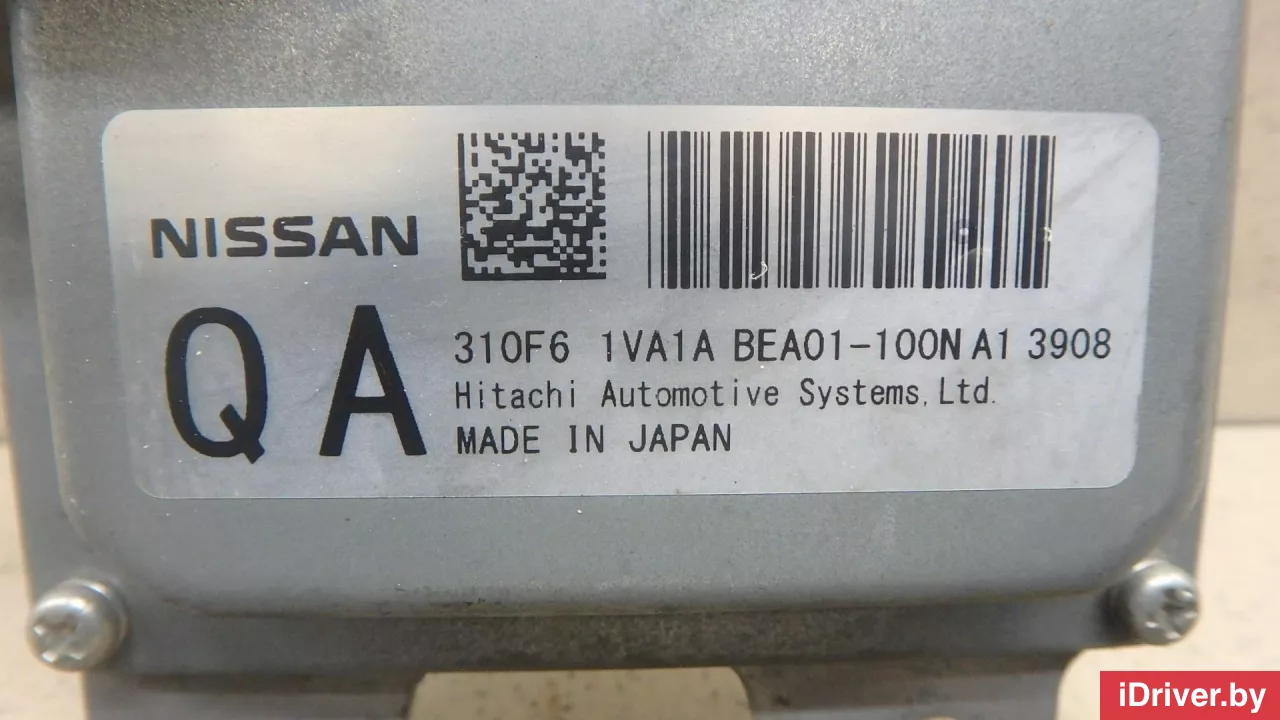 NISSAN
QA
310F6 1VA1A BEA01-100N A1 3908
Hitachi Automotive Systems, Ltd.
MADE IN JAPAN
iDriver.by